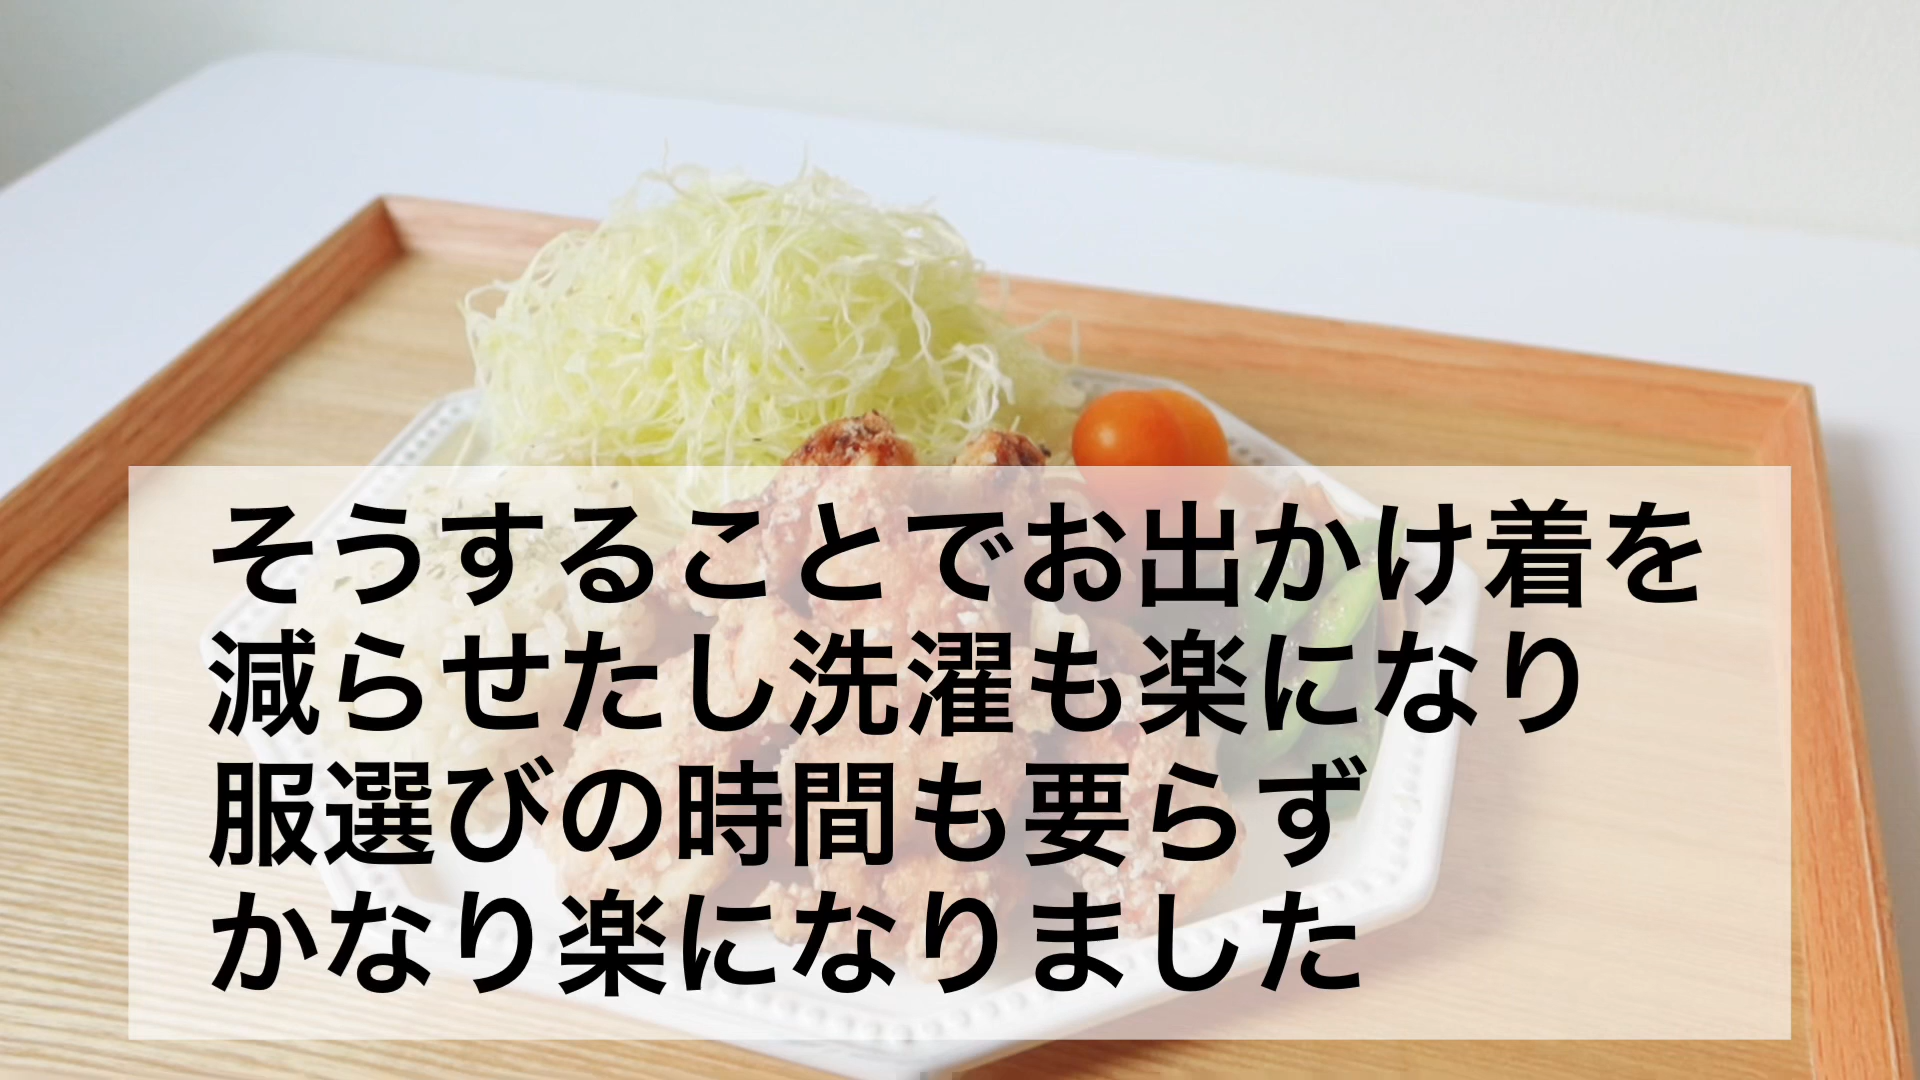 そうすることでお出かけ着を
減らせたし洗濯も楽になり
服選びの時間も要らず
かなり楽になりました